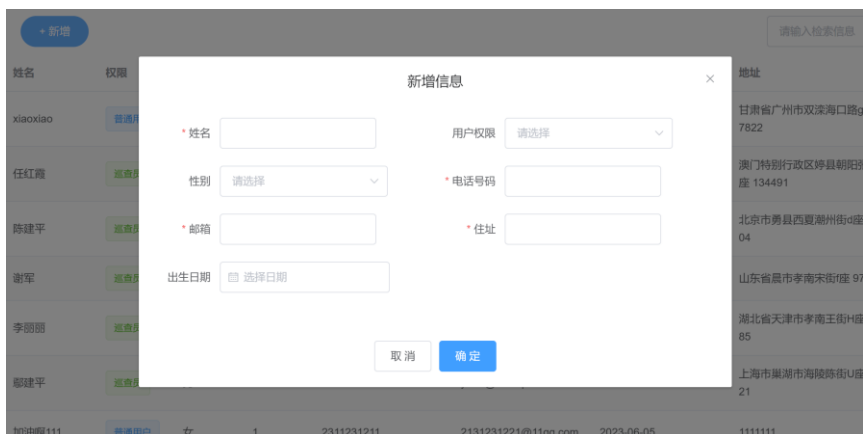 + 新增
请输入检索信息
姓名 权限 地址
新增信息
xiaoxiao 普通用
甘肃省广州市双滦海口路g
7822
* 姓名
用户权限 请选择
任红霞 巡查员
澳门特别行政区婷县朝阳张
座 134491
性别 请选择
* 电话号码
陈建平 巡查员
北京市勇县西夏潮州街d座
04
* 邮箱
* 住址
谢军 巡查员
山东省晨市孝南宋街f座 97
出生日期 选择日期
李丽丽 巡查员
湖北省天津市孝南王街H座
85
取消 确定
鄢建平 巡查员
上海市巢湖市海陵陈街U座
21
加油啊111 普通用户 女 1 2311231211 2131231221@11qq.com 2023-06-05 1111111